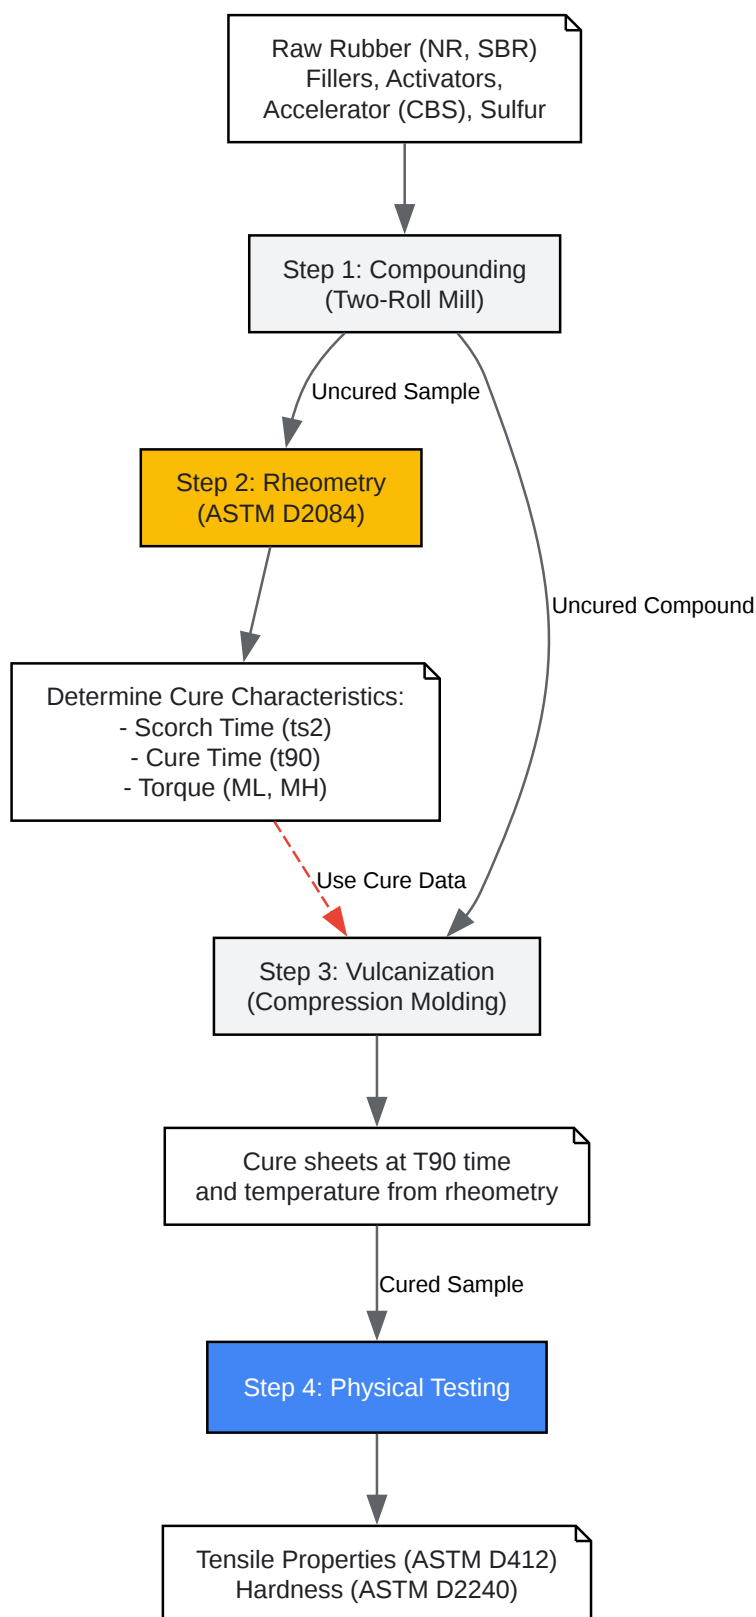 Raw Rubber (NR, SBR)
Fillers, Activators,
Accelerator (CBS), Sulfur
Step 1: Compounding
(Two-Roll Mill)
Uncured Sample
Step 2: Rheometry
(ASTM D2084)
Uncured Compound
Determine Cure Characteristics:
- Scorch Time (ts2)
- Cure Time (t90)
- Torque (ML, MH)
Use Cure Data
Step 3: Vulcanization
(Compression Molding)
Cure sheets at T90 time
and temperature from rheometry
Cured Sample
Step 4: Physical Testing
Tensile Properties (ASTM D412)
Hardness (ASTM D2240)